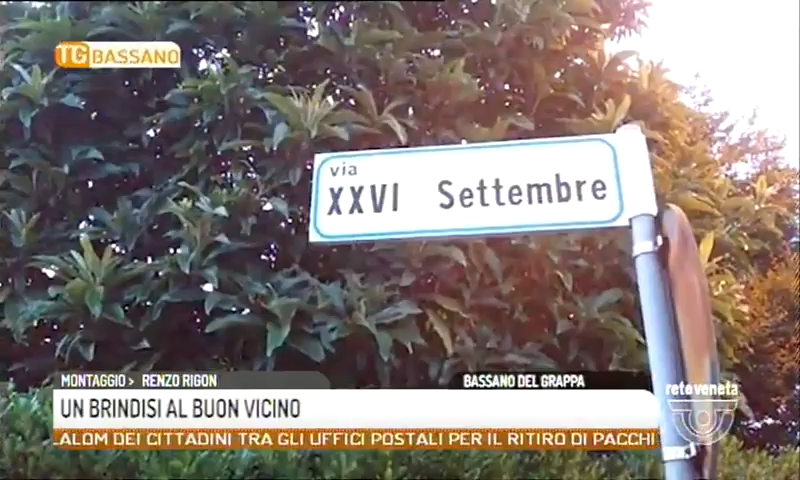 TG BASSANO
via
XXVI Settembre
MONTAGGIO> RENZO RIGON
BASSANO DEL GRAPPA
UN BRINDISI AL BUON VICINO
reteveneta
.ALOM DEI CITTADINI TRA GLI UFFICI POSTALI PER IL RITIRO DI PACCHI